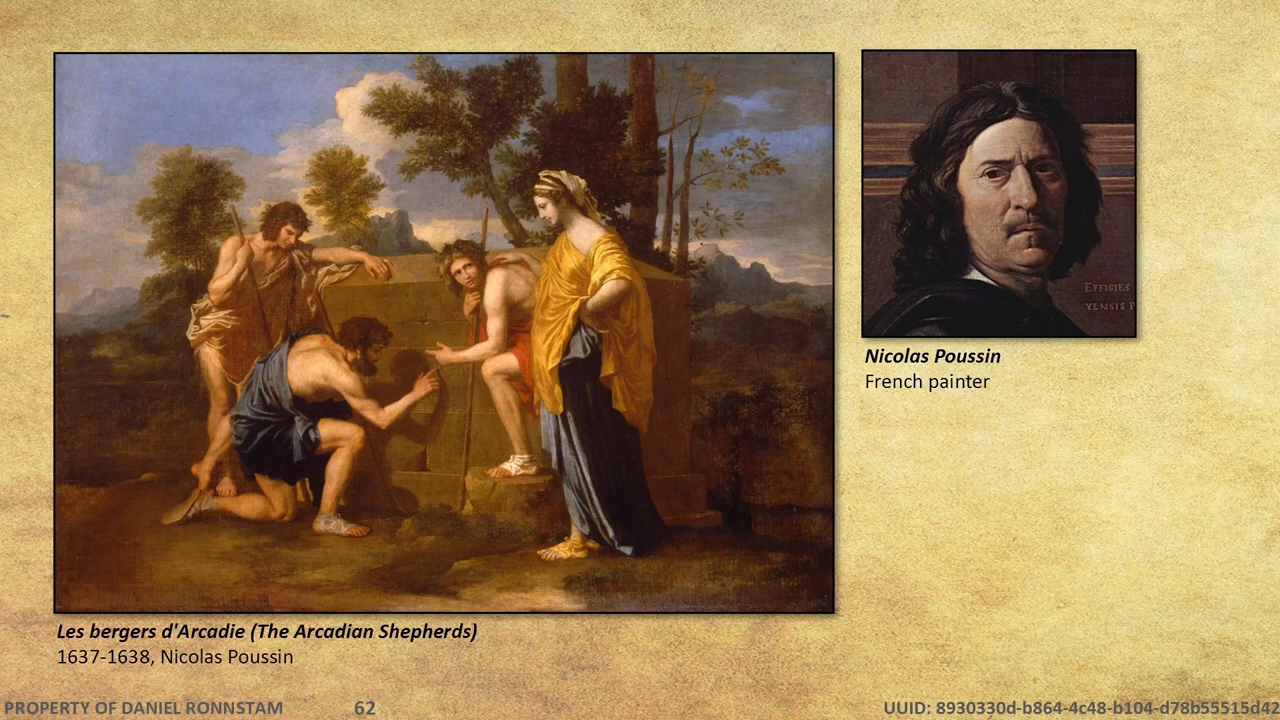 EFFIGIES
YENSIS P
Nicolas Poussin
French painter
Les bergers d'Arcadie (The Arcadian Shepherds)
1637-1638, Nicolas Poussin
PROPERTY OF DANIEL RONNSTAM
62
UUID: 8930330d-b864-4c48-b104-d78b55515d42